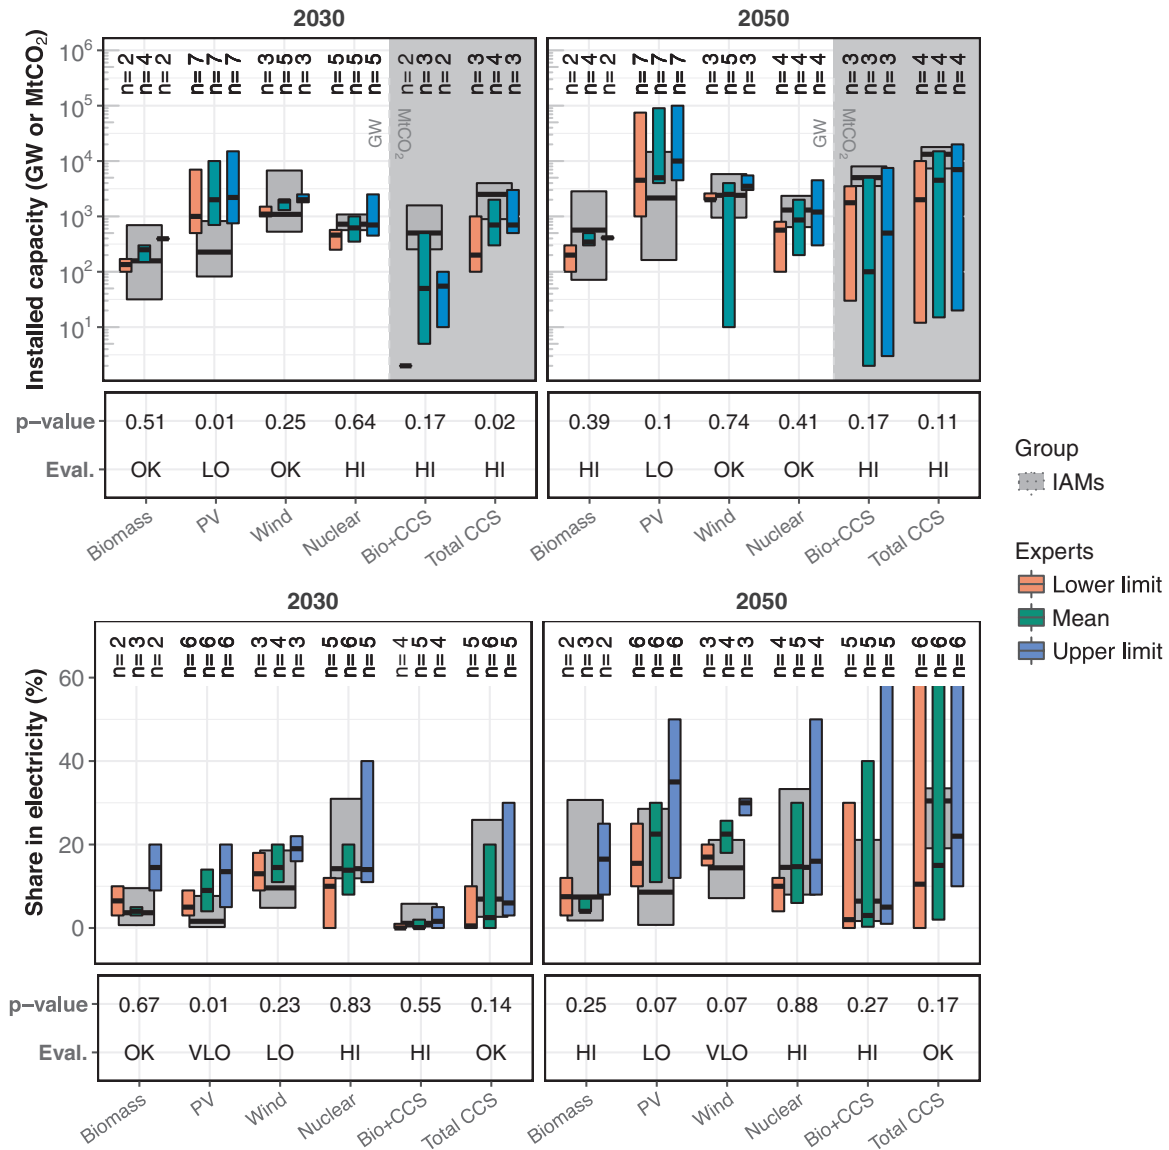 2030 2050
Installed capacity (GW or MtCO2)
10^6
10^5
10^4
10^3
10^2
10^1
n= 2 n= 4 n= 2 n= 7 n= 7 n= 7 n= 3 n= 5 n= 3 n= 5 n= 5 n= 5 n= 2 n= 3 n= 2 n= 3 n= 4 n= 3
GW MtCO2
n= 2 n= 4 n= 2 n= 7 n= 7 n= 7 n= 3 n= 5 n= 3 n= 4 n= 4 n= 4 n= 3 n= 3 n= 3 n= 4 n= 4 n= 4
GW MtCO2
p−value 0.51 0.01 0.25 0.64 0.17 0.02 0.39 0.1 0.74 0.41 0.17 0.11
Eval. OK LO OK HI HI HI HI LO OK OK HI HI
Biomass PV Wind Nuclear Bio+CCS Total CCS Biomass PV Wind Nuclear Bio+CCS Total CCS
Group
IAMs
Experts
Lower limit
Mean
Upper limit
2030 2050
Share in electricity (%)
60
40
20
0
n= 2 n= 3 n= 2 n= 6 n= 6 n= 6 n= 3 n= 4 n= 3 n= 5 n= 6 n= 5 n= 4 n= 5 n= 4 n= 5 n= 6 n= 5
n= 2 n= 3 n= 2 n= 6 n= 6 n= 6 n= 3 n= 4 n= 3 n= 4 n= 5 n= 4 n= 5 n= 5 n= 5 n= 6 n= 6 n= 6
p−value 0.67 0.01 0.23 0.83 0.55 0.14 0.25 0.07 0.07 0.88 0.27 0.17
Eval. OK VLO LO HI HI OK HI LO VLO HI HI OK
Biomass PV Wind Nuclear Bio+CCS Total CCS Biomass PV Wind Nuclear Bio+CCS Total CCS